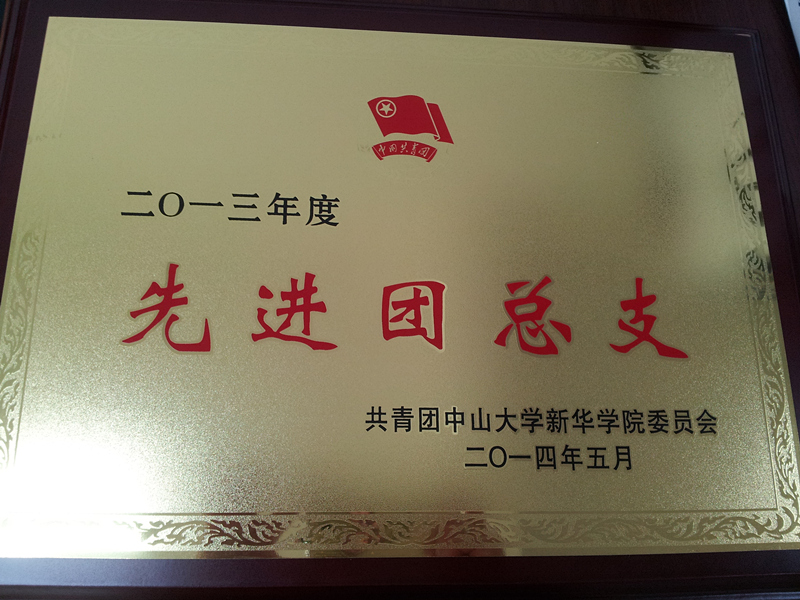 中国共青团
二〇一三年度
先进团总支
共青团中山大学新华学院委员会
二〇一四年五月